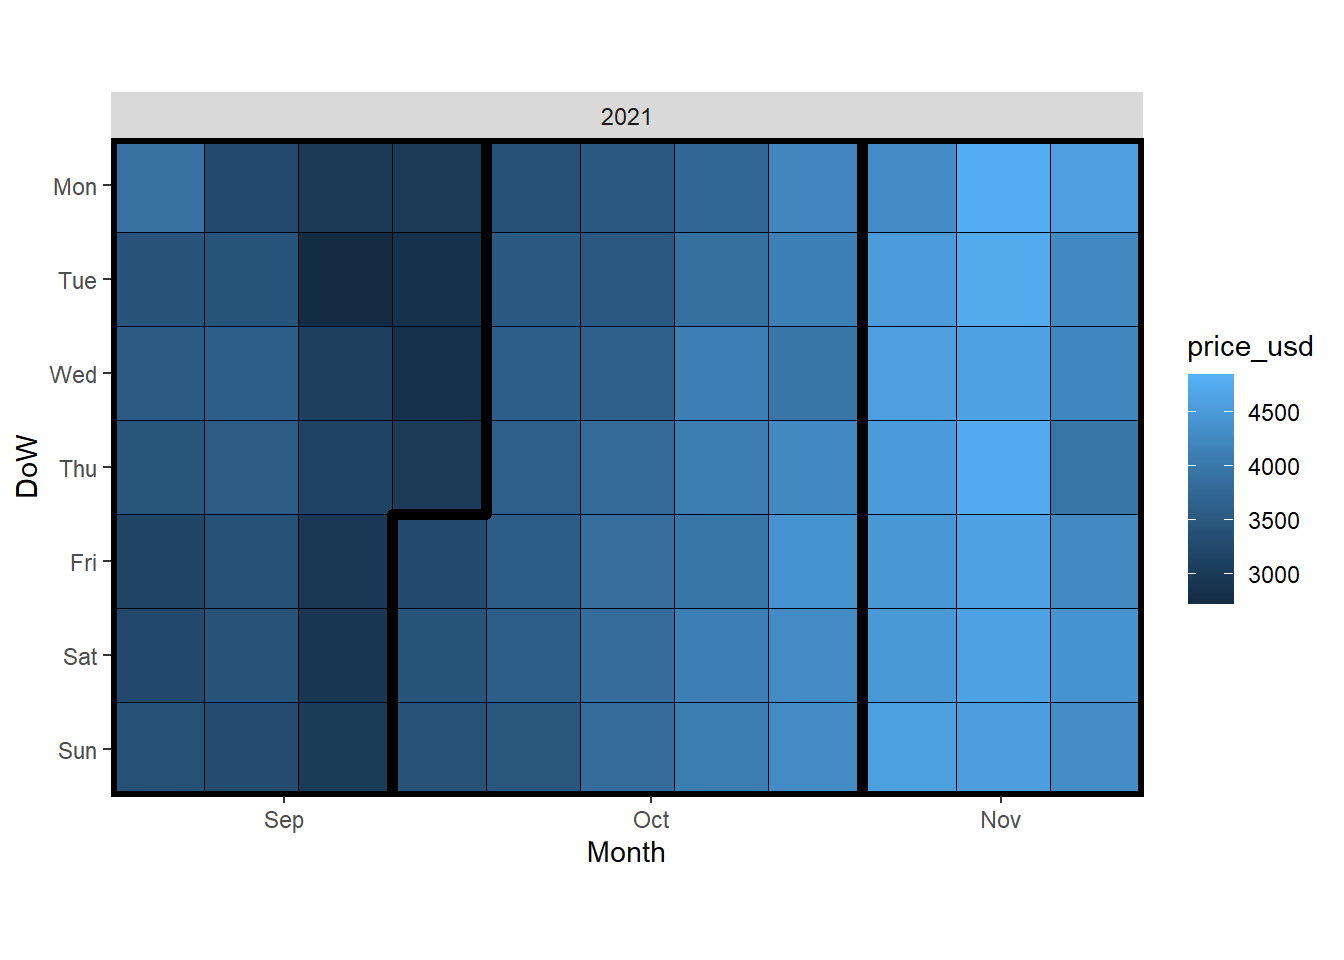 2021
Mon
Tue
Wed
Thu
Fri
Sat
Sun
DoW
Sep Oct Nov
Month
price_usd
4500
4000
3500
3000